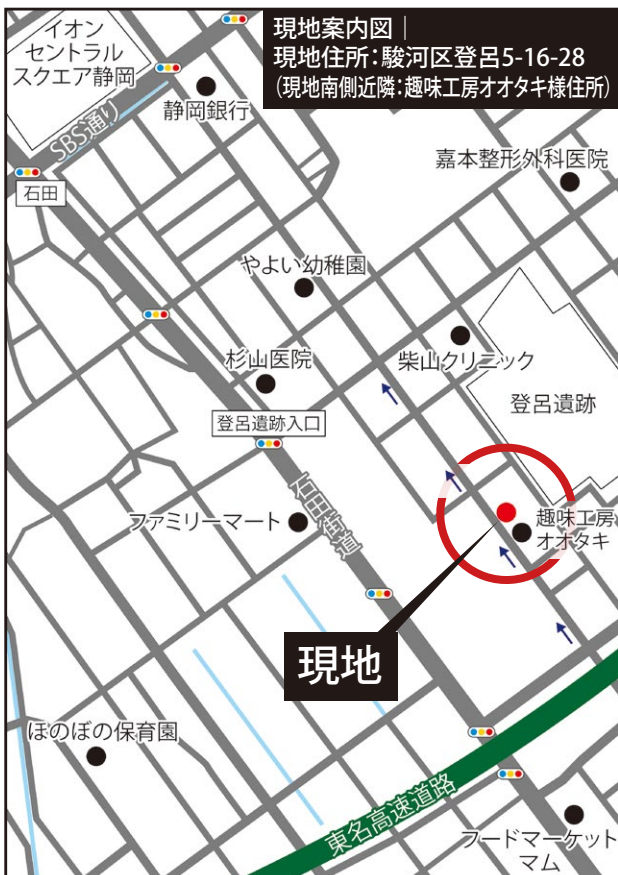 現地案内図｜
現地住所：駿河区登呂5-16-28
（現地南側近隣：趣味工房オオタキ様住所）
イオン
セントラル
スクエア静岡
静岡銀行
SBS通り
嘉本整形外科医院
石田
やよい幼稚園
杉山医院
柴山クリニック
登呂遺跡
登呂遺跡入口
石田街道
ファミリーマート
趣味工房
オオタキ
現地
ほのぼの保育園
東名高速道路
フードマーケット
マム